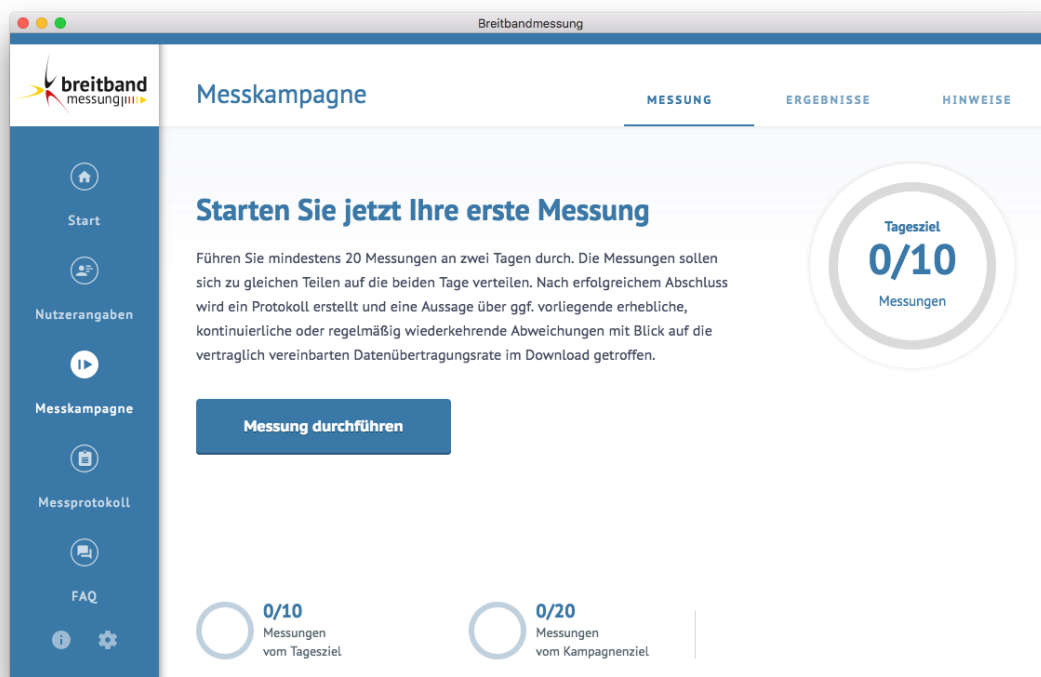 Breitbandmessung
breitband
messung
Messkampagne
MESSUNG
ERGEBNISSE
HINWEISE
Start
Nutzerangaben
Messkampagne
Messprotokoll
FAQ
Starten Sie jetzt Ihre erste Messung
Führen Sie mindestens 20 Messungen an zwei Tagen durch. Die Messungen sollen
sich zu gleichen Teilen auf die beiden Tage verteilen. Nach erfolgreichem Abschluss
wird ein Protokoll erstellt und eine Aussage über ggf. vorliegende erhebliche,
kontinuierliche oder regelmäßig wiederkehrende Abweichungen mit Blick auf die
vertraglich vereinbarten Datenübertragungsrate im Download getroffen.
Messung durchführen
Tagesziel
0/10
Messungen
0/10
Messungen
vom Tagesziel
0/20
Messungen
vom Kampagnenziel